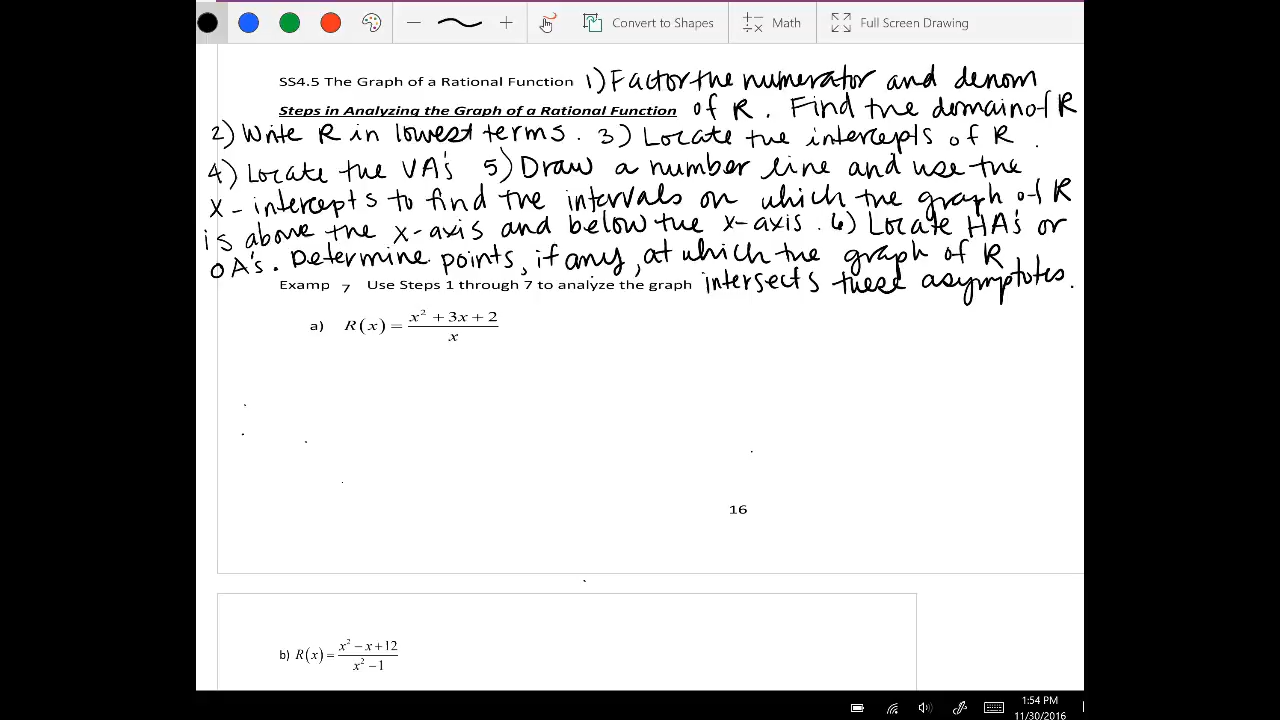 Convert to Shapes Math Full Screen Drawing
SS4.5 The Graph of a Rational Function 1) Factor the numerator and denom
Steps in Analyzing the Graph of a Rational Function of R. Find the domain of R
2) Write R in lowest terms. 3) Locate the intercepts of R.
4) Locate the VA's 5) Draw a number line and use the
x-intercepts to find the intervals on which the graph of R
is above the x-axis and below the x-axis. 6) Locate HA's or
OA's. Determine points, if any, at which the graph of R
Examp 7 Use Steps 1 through 7 to analyze the graph intersects these asymptotes.
a) R(x) = (x² + 3x + 2)/x
16
b) R(x) = (x² − x + 12)/(x² − 1)
1:54 PM
11/30/2016